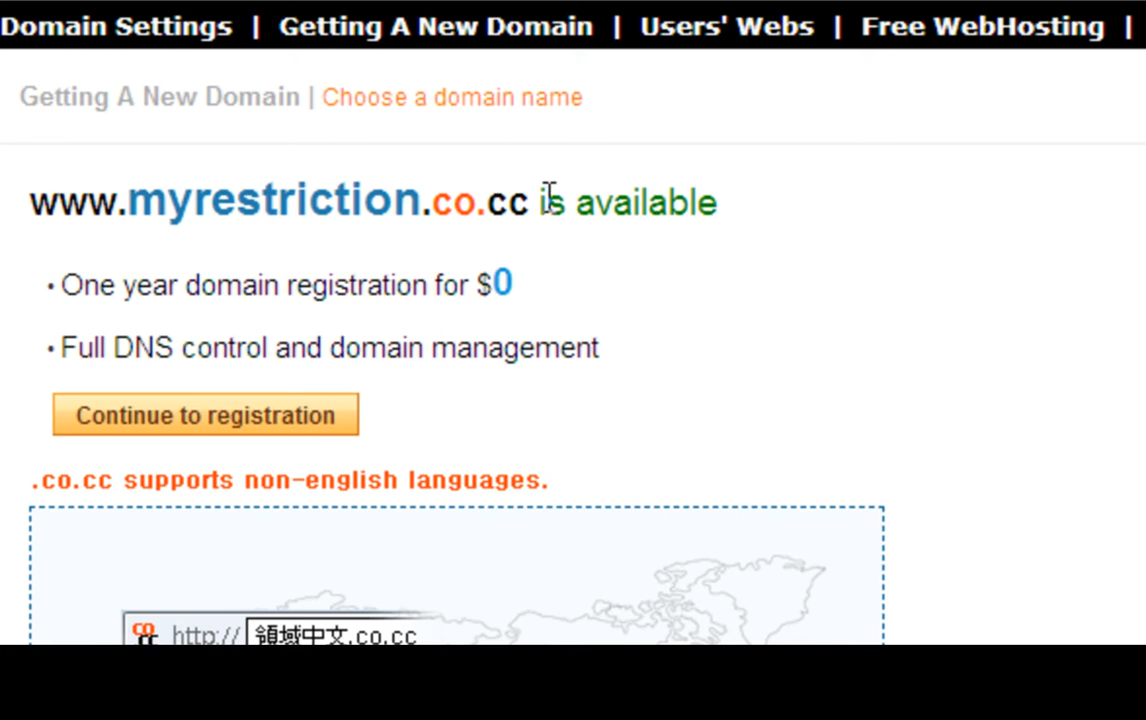 Domain Settings | Getting A New Domain | Users' Webs | Free WebHosting |
Getting A New Domain | Choose a domain name
www.myrestriction.co.cc is available
• One year domain registration for $0
• Full DNS control and domain management
Continue to registration
.co.cc supports non-english languages.
co cc http:// 領域中文.co.cc